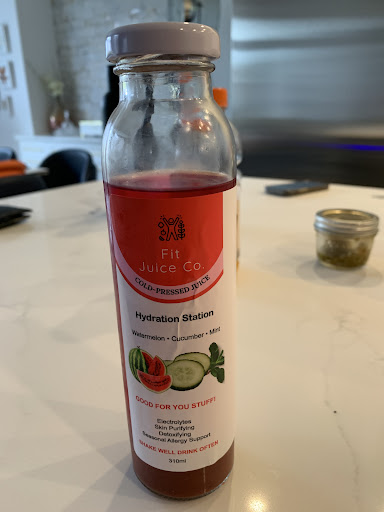 Fit
Juice Co.
COLD-PRESSED JUICE
Hydration Station
Watermelon • Cucumber • Mint
GOOD FOR YOU STUFF!
Electrolytes
Skin Purifying
Detoxifying
Seasonal Allergy Support
SHAKE WELL DRINK OFTEN
310ml